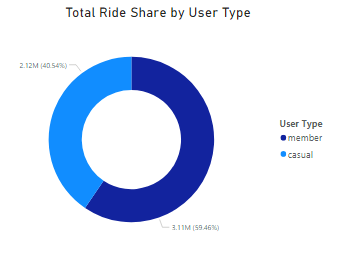 Total Ride Share by User Type
2.12M (40.54%)
User Type
member
casual
3.11M (59.46%)